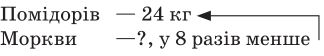 Помідорів — 24 кг
Моркви —?, у 8 разів менше